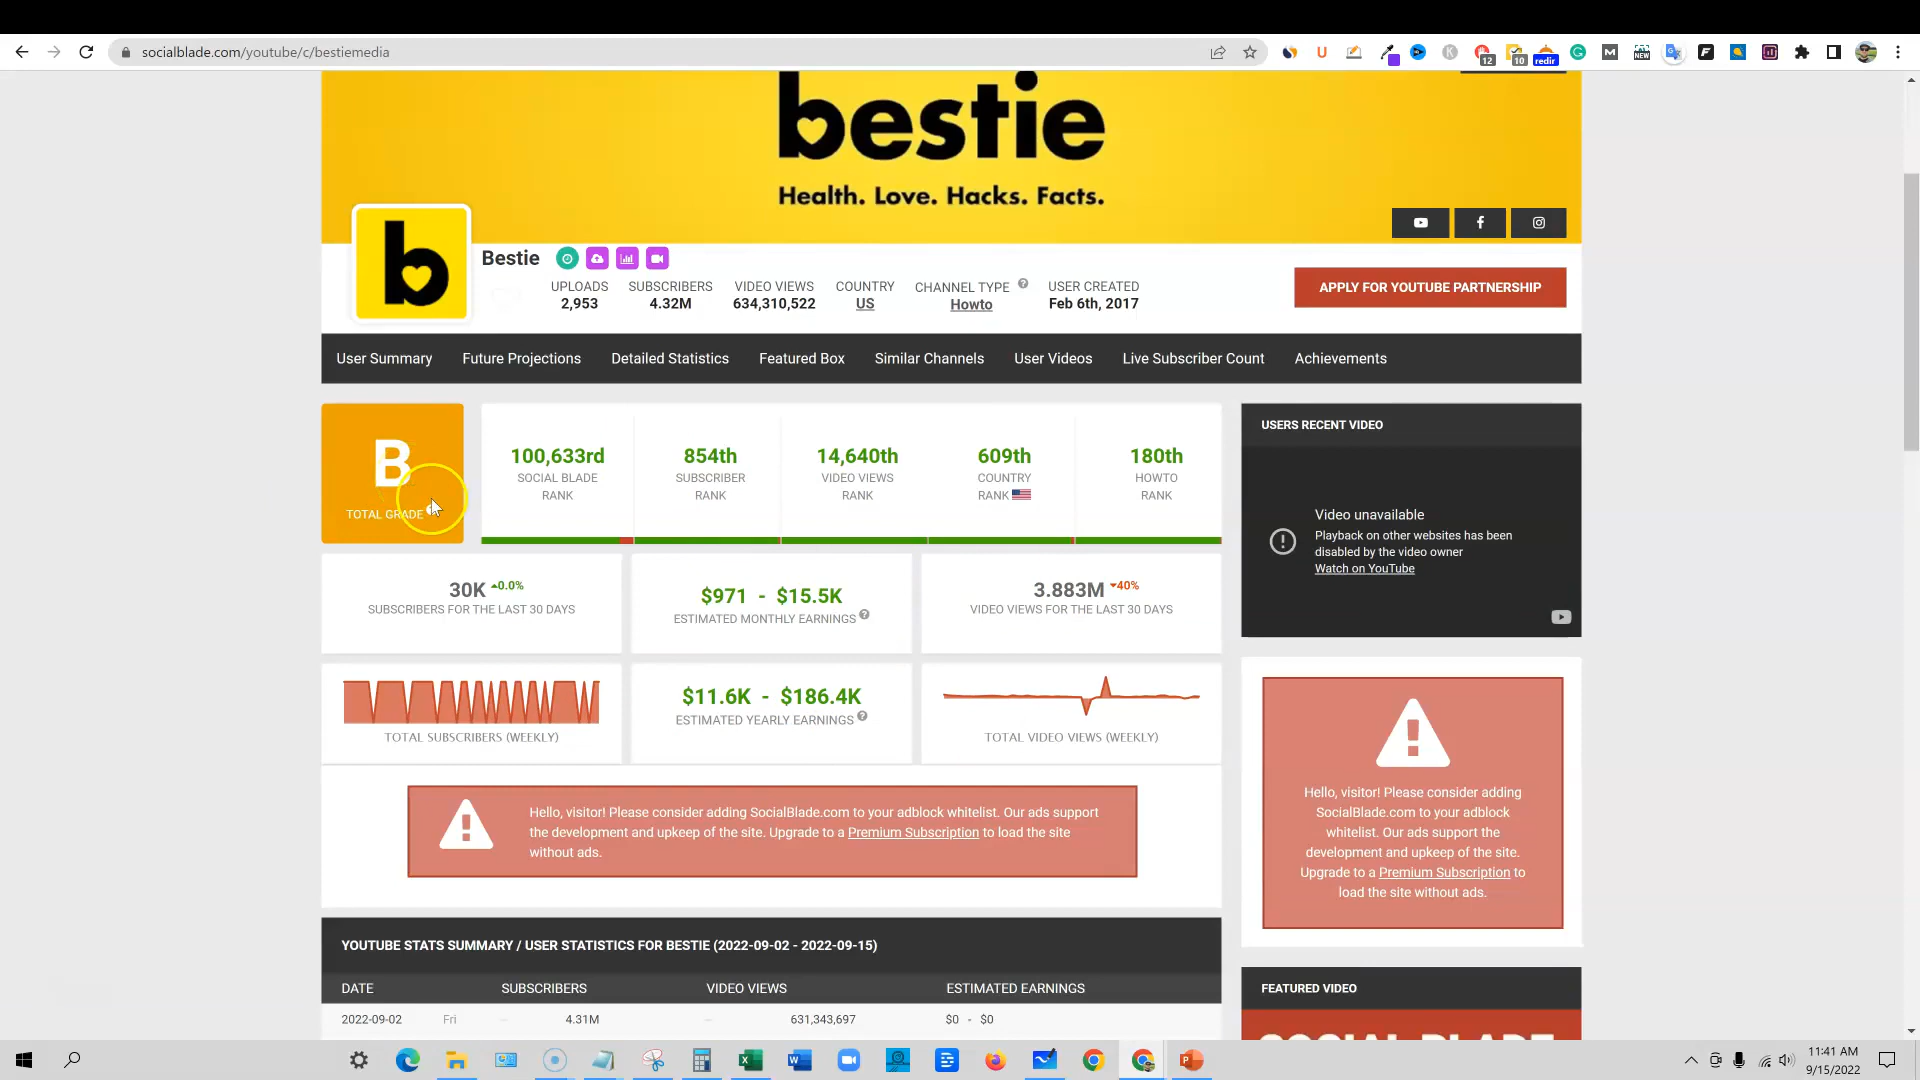 socialblade.com/youtube/c/bestiemedia
12
10
redir
NEW
bestie
Health. Love. Hacks. Facts.
b
Bestie
UPLOADS
2,953
SUBSCRIBERS
4.32M
VIDEO VIEWS
634,310,522
COUNTRY
US
CHANNEL TYPE
Howto
USER CREATED
Feb 6th, 2017
APPLY FOR YOUTUBE PARTNERSHIP
User Summary Future Projections Detailed Statistics Featured Box Similar Channels User Videos Live Subscriber Count Achievements
B
TOTAL GRADE
100,633rd
SOCIAL BLADE
RANK
854th
SUBSCRIBER
RANK
14,640th
VIDEO VIEWS
RANK
609th
COUNTRY
RANK
180th
HOWTO
RANK
30K 0.0%
SUBSCRIBERS FOR THE LAST 30 DAYS
$971 - $15.5K
ESTIMATED MONTHLY EARNINGS
3.883M 40%
VIDEO VIEWS FOR THE LAST 30 DAYS
TOTAL SUBSCRIBERS (WEEKLY)
$11.6K - $186.4K
ESTIMATED YEARLY EARNINGS
TOTAL VIDEO VIEWS (WEEKLY)
Hello, visitor! Please consider adding SocialBlade.com to your adblock whitelist. Our ads support
the development and upkeep of the site. Upgrade to a Premium Subscription to load the site
without ads.
YOUTUBE STATS SUMMARY / USER STATISTICS FOR BESTIE (2022-09-02 - 2022-09-15)
DATE SUBSCRIBERS VIDEO VIEWS ESTIMATED EARNINGS
2022-09-02 Fri -- 4.31M -- 631,343,697 $0 - $0
USERS RECENT VIDEO
Video unavailable
Playback on other websites has been
disabled by the video owner
Watch on YouTube
Hello, visitor! Please consider adding
SocialBlade.com to your adblock
whitelist. Our ads support the
development and upkeep of the site.
Upgrade to a Premium Subscription to
load the site without ads.
FEATURED VIDEO
SOCIAL BLADE
11:41 AM
9/15/2022